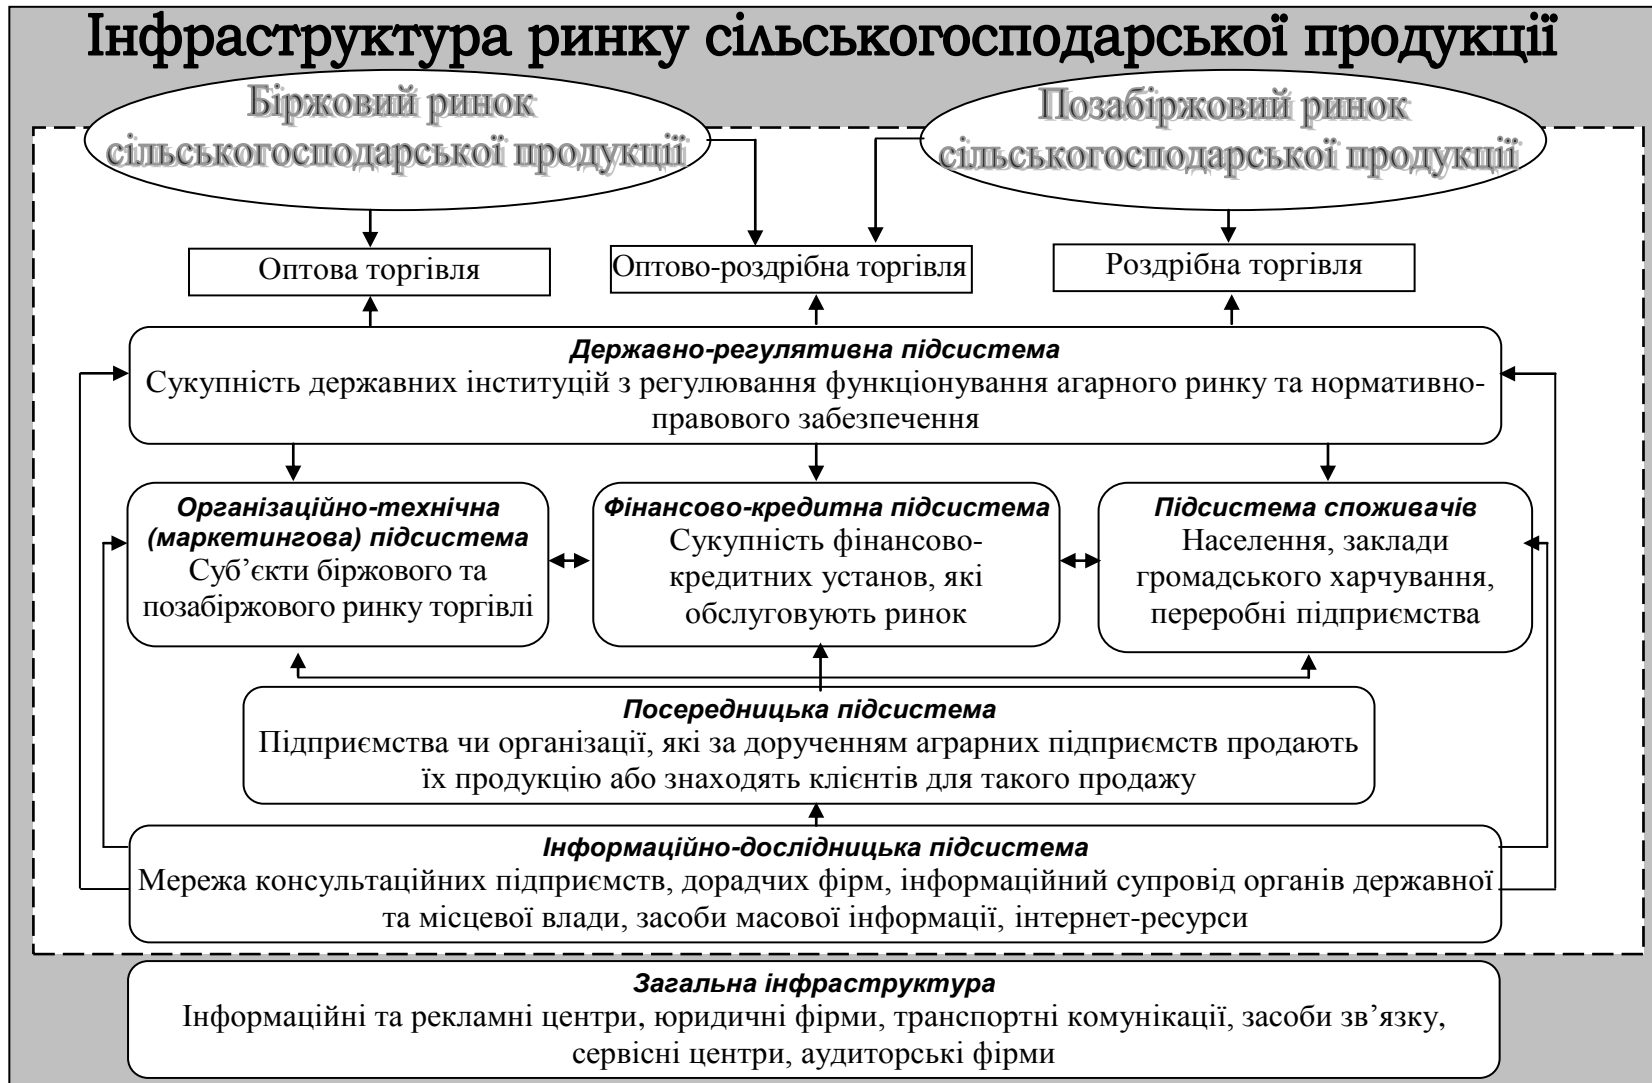 Інфраструктура ринку сільськогосподарської продукції
Біржовий ринок
сільськогосподарської продукції
Позабіржовий ринок
сільськогосподарської продукції
Оптова торгівля
Оптово-роздрібна торгівля
Роздрібна торгівля
Державно-регулятивна підсистема
Сукупність державних інституцій з регулювання функціонування агарного ринку та нормативно-
правового забезпечення
Організаційно-технічна
(маркетингова) підсистема
Суб’єкти біржового та
позабіржового ринку торгівлі
Фінансово-кредитна підсистема
Сукупність фінансово-
кредитних установ, які
обслуговують ринок
Підсистема споживачів
Населення, заклади
громадського харчування,
переробні підприємства
Посередницька підсистема
Підприємства чи організації, які за дорученням аграрних підприємств продають
їх продукцію або знаходять клієнтів для такого продажу
Інформаційно-дослідницька підсистема
Мережа консультаційних підприємств, дорадчих фірм, інформаційний супровід органів державної
та місцевої влади, засоби масової інформації, інтернет-ресурси
Загальна інфраструктура
Інформаційні та рекламні центри, юридичні фірми, транспортні комунікації, засоби зв’язку,
сервісні центри, аудиторські фірми